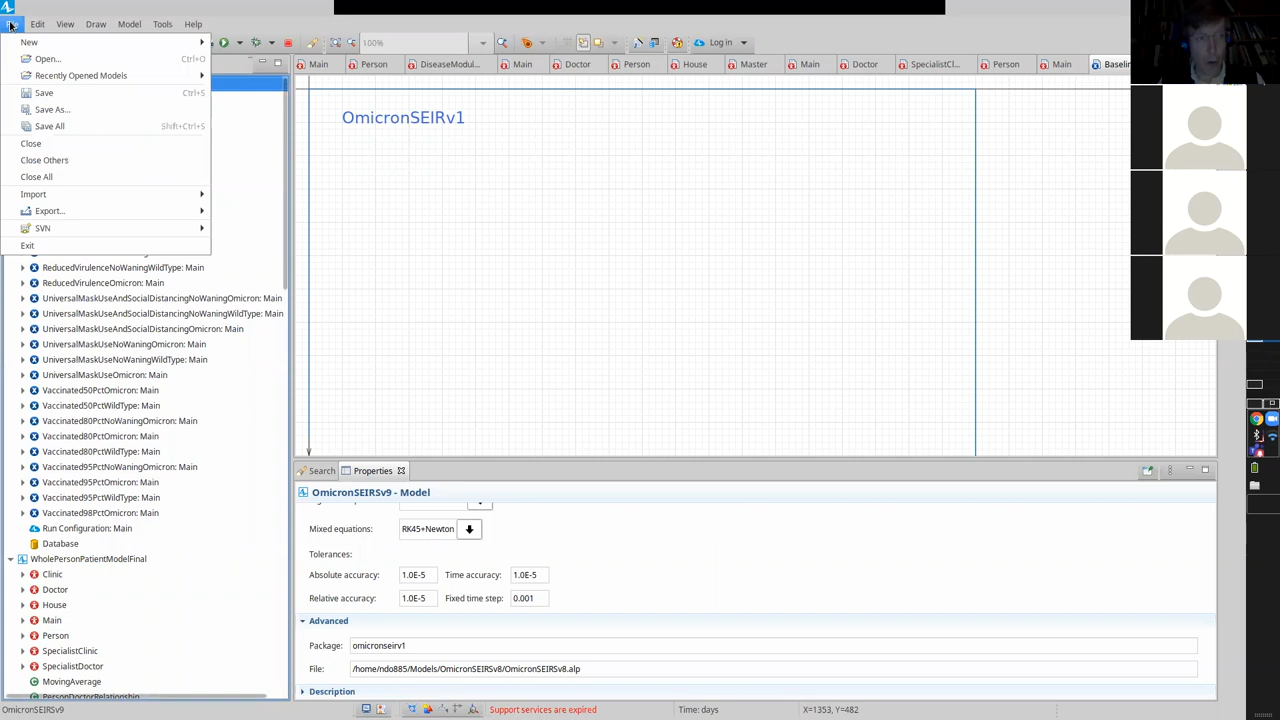 File Edit View Draw Model Tools Help
100% Log in
New
Open... Ctrl+O
Recently Opened Models
Save Ctrl+S
Save As...
Save All Shift+Ctrl+S
Close
Close Others
Close All
Import
Export...
SVN
Exit
Main Person DiseaseModul... Main Doctor Person House Master Main Doctor SpecialistCl... Person Main Baselin
OmicronSEIRv1
ReducedVirulenceNoWaningWildType: Main
ReducedVirulenceOmicron: Main
UniversalMaskUseAndSocialDistancingNoWaningOmicron: Main
UniversalMaskUseAndSocialDistancingNoWaningWildType: Main
UniversalMaskUseAndSocialDistancingOmicron: Main
UniversalMaskUseNoWaningOmicron: Main
UniversalMaskUseNoWaningWildType: Main
UniversalMaskUseOmicron: Main
Vaccinated50PctOmicron: Main
Vaccinated50PctWildType: Main
Vaccinated80PctNoWaningOmicron: Main
Vaccinated80PctOmicron: Main
Vaccinated80PctWildType: Main
Vaccinated95PctNoWaningOmicron: Main
Vaccinated95PctOmicron: Main
Vaccinated95PctWildType: Main
Vaccinated98PctOmicron: Main
Run Configuration: Main
Database
WholePersonPatientModelFinal
Clinic
Doctor
House
Main
Person
SpecialistClinic
SpecialistDoctor
MovingAverage
PersonDoctorRelationship
Search Properties
OmicronSEIRSv9 - Model
Mixed equations: RK45+Newton
Tolerances:
Absolute accuracy: 1.0E-5 Time accuracy: 1.0E-5
Relative accuracy: 1.0E-5 Fixed time step: 0.001
Advanced
Package: omicronseirv1
File: /home/ndo885/Models/OmicronSEIRSv8/OmicronSEIRSv8.alp
Description
OmicronSEIRSv9 Support services are expired Time: days X=1353, Y=482